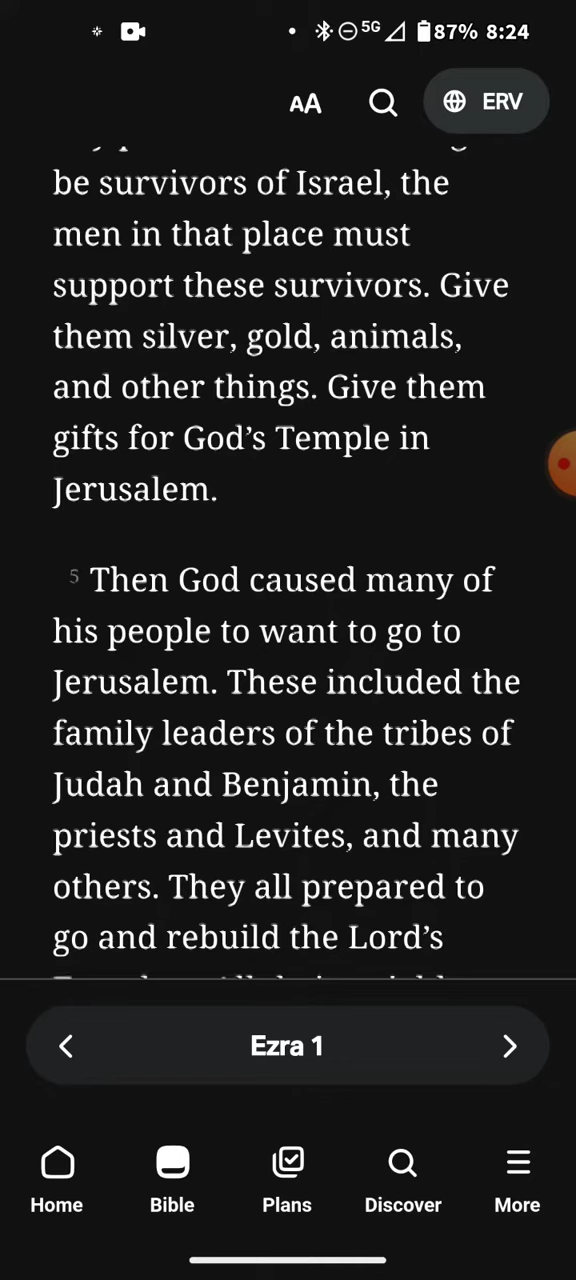 5G 87% 8:24
AA ERV
be survivors of Israel, the
men in that place must
support these survivors. Give
them silver, gold, animals,
and other things. Give them
gifts for God’s Temple in
Jerusalem.
5 Then God caused many of
his people to want to go to
Jerusalem. These included the
family leaders of the tribes of
Judah and Benjamin, the
priests and Levites, and many
others. They all prepared to
go and rebuild the Lord’s
Ezra 1
Home Bible Plans Discover More